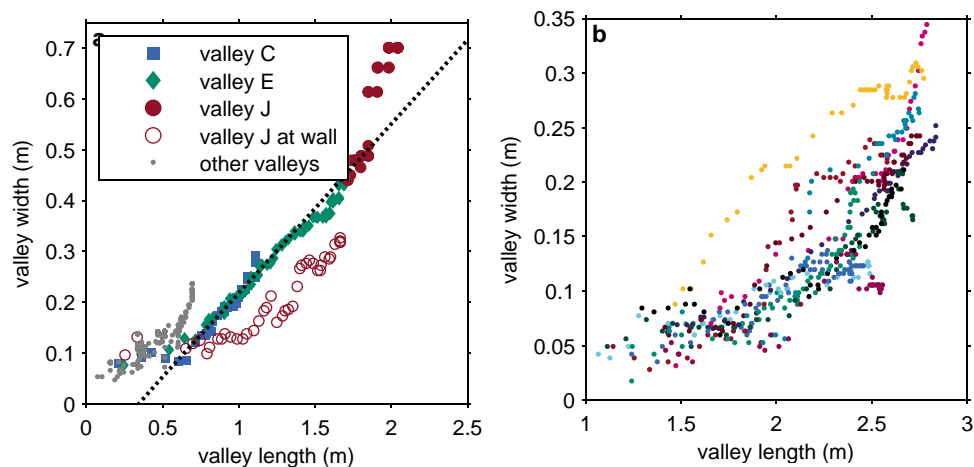 a
valley C
valley E
valley J
valley J at wall
other valleys
0.7
0.6
0.5
0.4
0.3
0.2
0.1
0
valley width (m)
0 0.5 1 1.5 2 2.5
valley length (m)
b
0.35
0.3
0.25
0.2
0.15
0.1
0.05
0
valley width (m)
1 1.5 2 2.5 3
valley length (m)